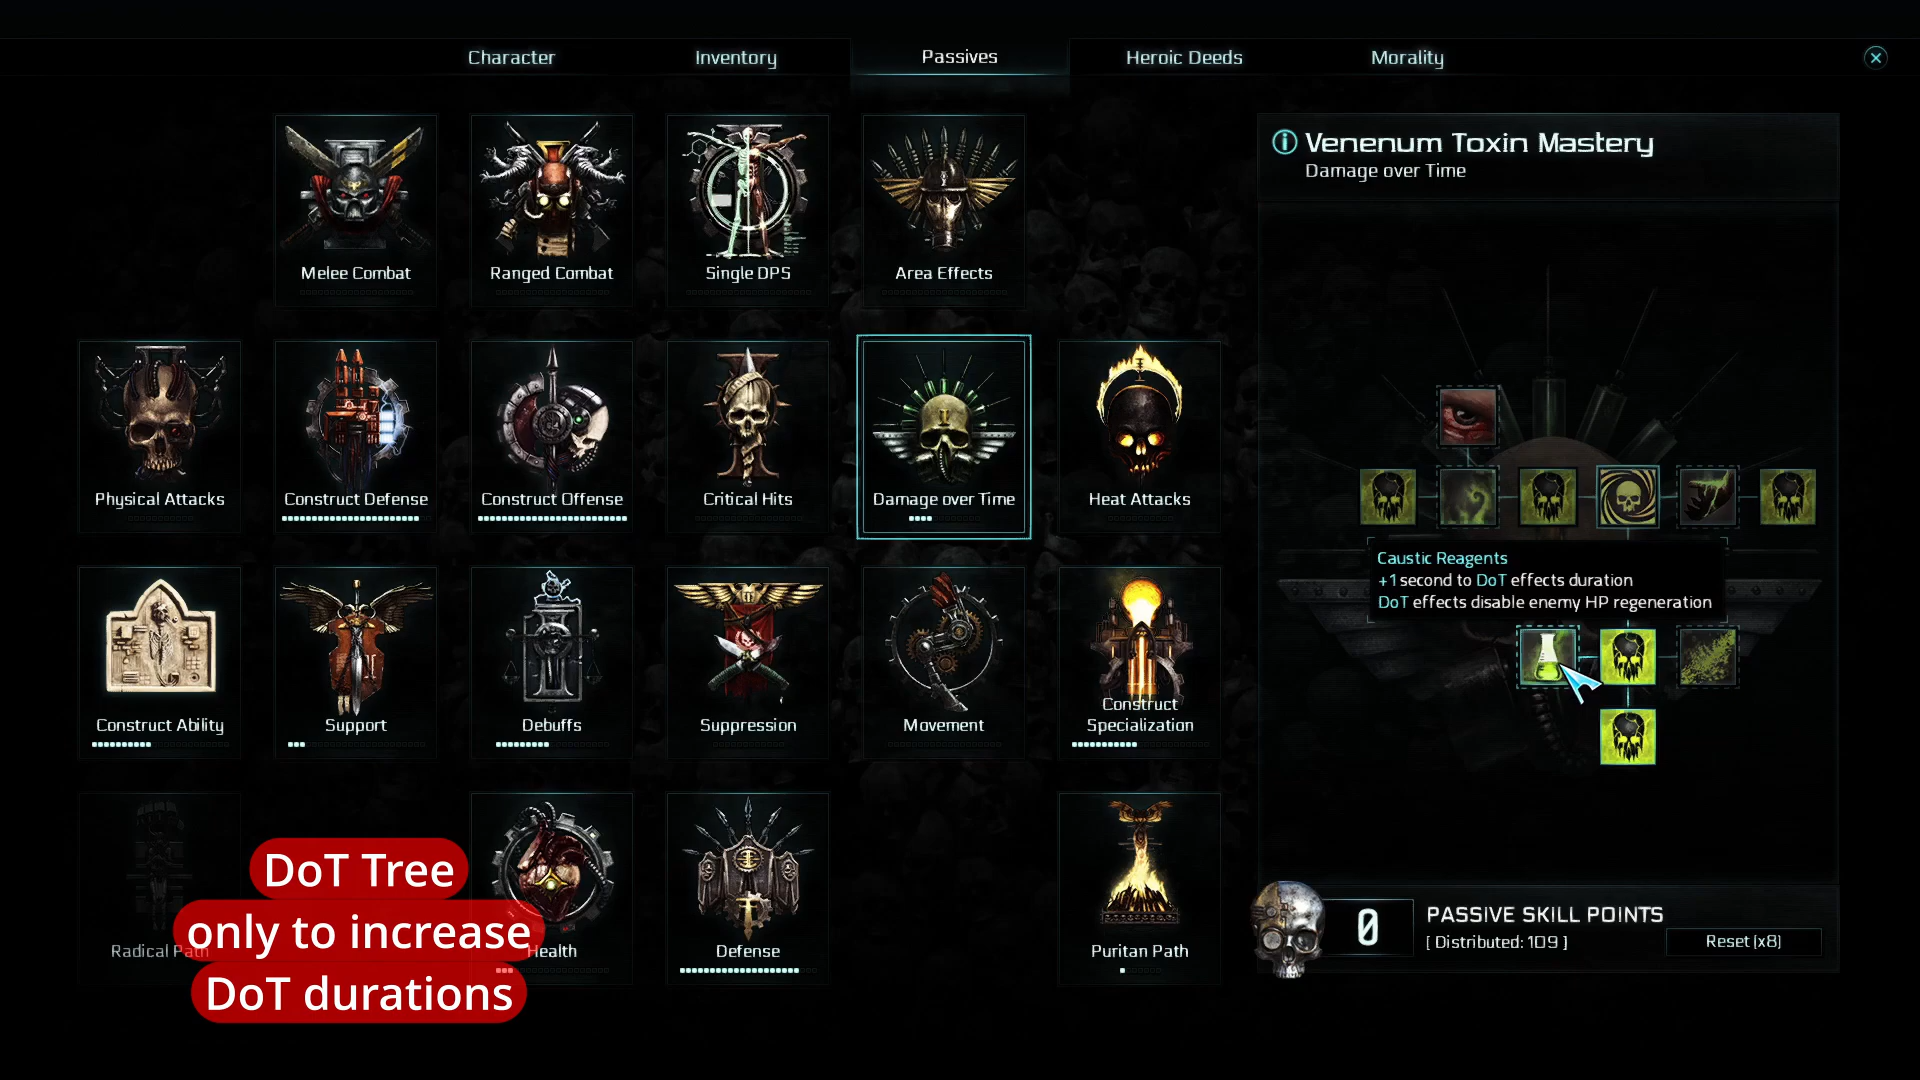 Character
Inventory
Passives
Heroic Deeds
Morality
Melee Combat
Ranged Combat
Single DPS
Area Effects
Physical Attacks
Construct Defense
Construct Offense
Critical Hits
Damage over Time
Heat Attacks
Construct Ability
Support
Debuffs
Suppression
Movement
Construct
Specialization
Radical Path
Health
Defense
Puritan Path
DoT Tree
only to increase
DoT durations
Venenum Toxin Mastery
Damage over Time
Caustic Reagents
+1 second to DoT effects duration
DoT effects disable enemy HP regeneration
0
PASSIVE SKILL POINTS
[ Distributed: 109 ]
Reset (x8)